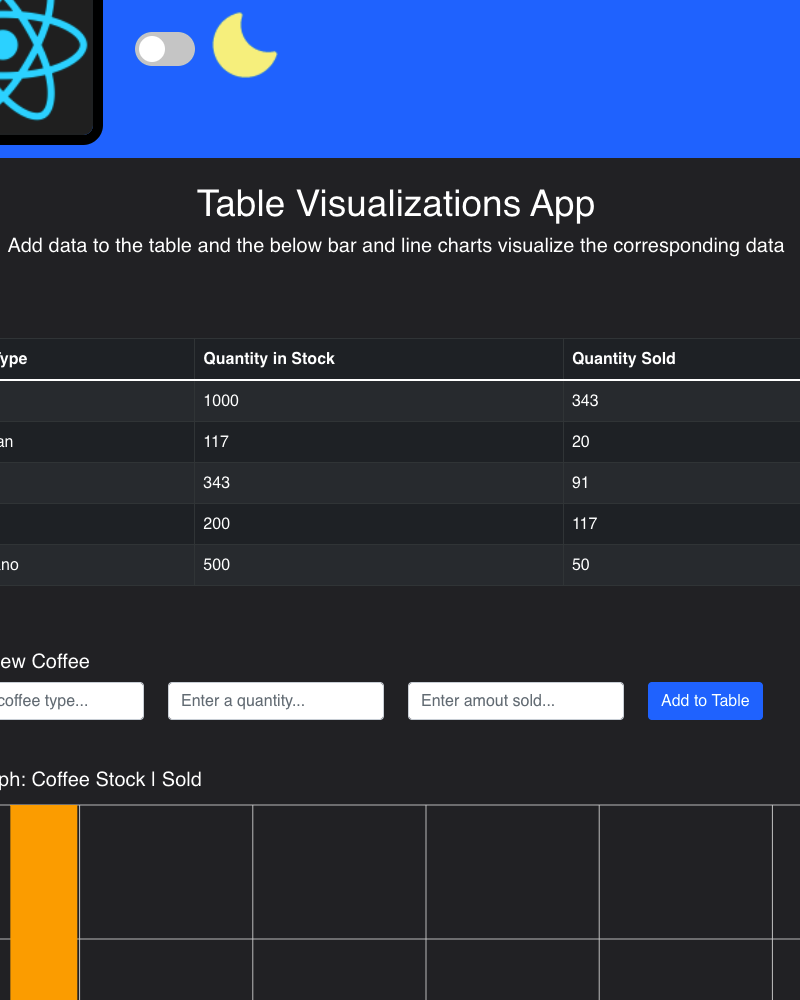 Table Visualizations App
Add data to the table and the below bar and line charts visualize the corresponding data
ype Quantity in Stock Quantity Sold
1000 343
an 117 20
343 91
200 117
no 500 50
ew Coffee
coffee type... Enter a quantity... Enter amout sold... Add to Table
ph: Coffee Stock | Sold